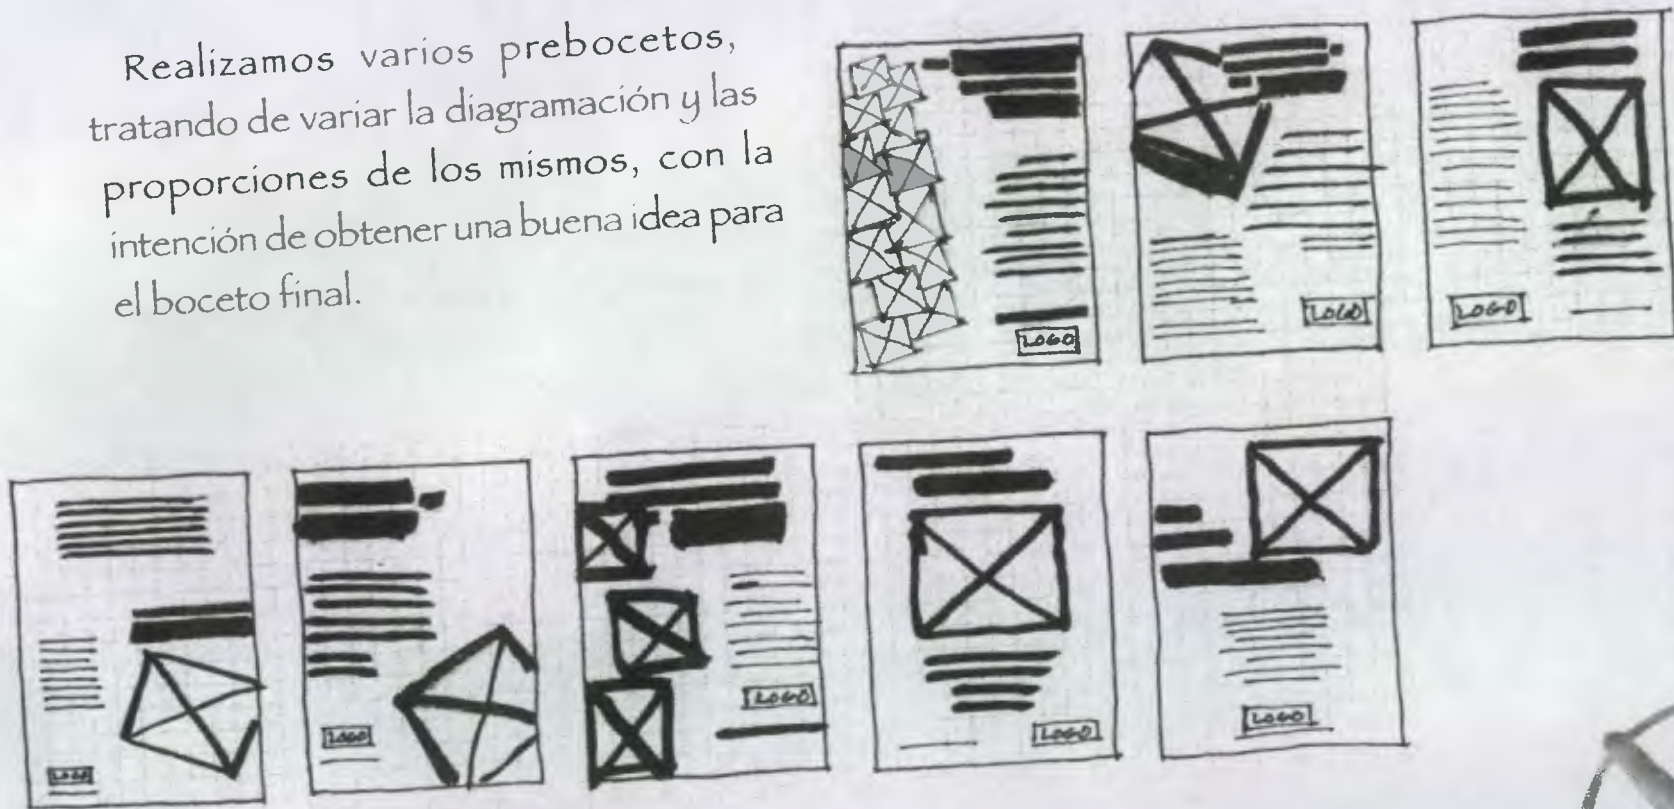 Realizamos varios prebocetos,
tratando de variar la diagramación y las
proporciones de los mismos, con la
intención de obtener una buena idea para
el boceto final.
LOGO
LOGO
LOGO
LOGO
LOGO
LOGO
LOGO
LOGO